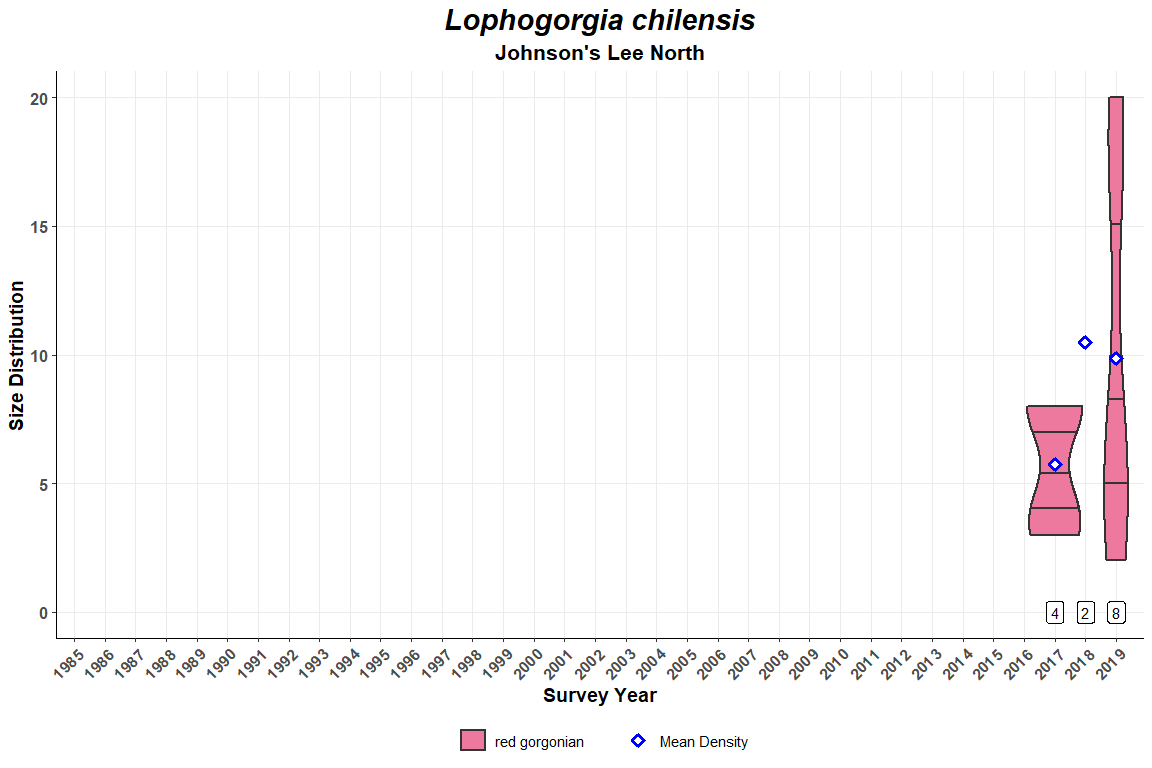 Lophogorgia chilensis
Johnson's Lee North
Size Distribution
20
15
10
5
0
4 2 8
1985 1986 1987 1988 1989 1990 1991 1992 1993 1994 1995 1996 1997 1998 1999 2000 2001 2002 2003 2004 2005 2006 2007 2008 2009 2010 2011 2012 2013 2014 2015 2016 2017 2018 2019
Survey Year
red gorgonian Mean Density